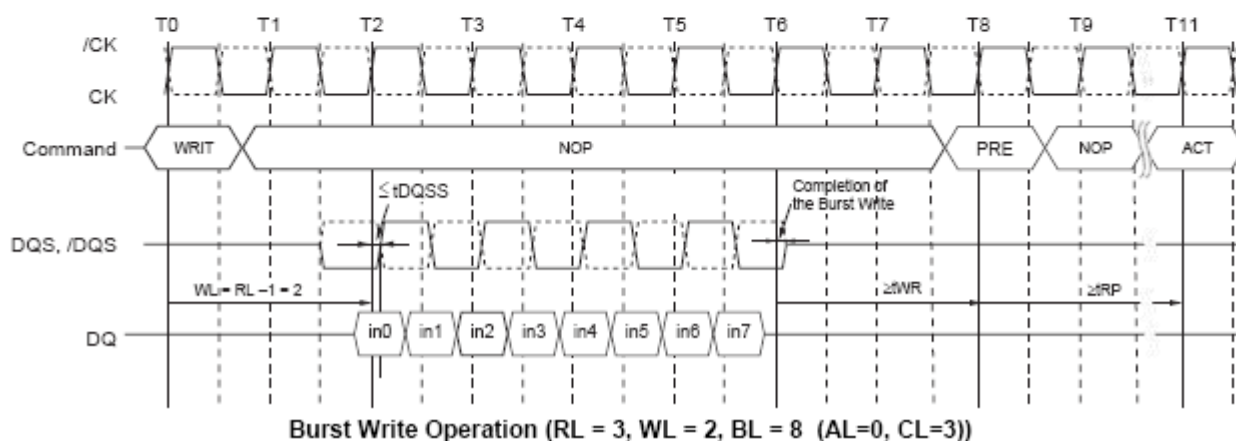 T0 T1 T2 T3 T4 T5 T6 T7 T8 T9 T11
/CK
CK
Command WRIT NOP PRE NOP ACT
≤ tDQSS
Completion of
the Burst Write
DQS, /DQS
WL = RL –1 = 2 ≥tWR ≥tRP
DQ in0 in1 in2 in3 in4 in5 in6 in7
Burst Write Operation (RL = 3, WL = 2, BL = 8 (AL=0, CL=3))